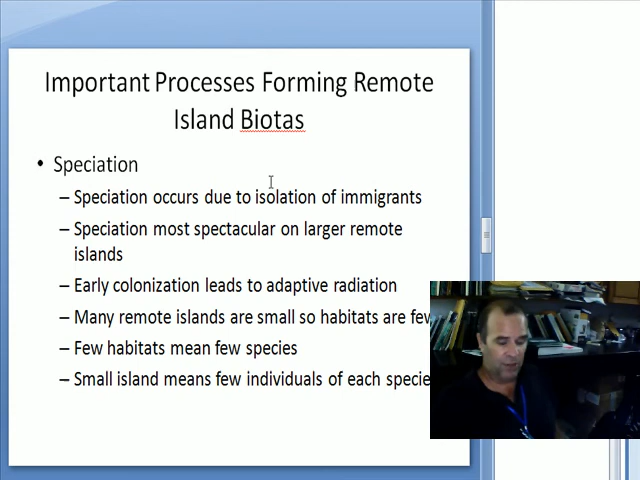 Important Processes Forming Remote
Island Biotas
• Speciation
– Speciation occurs due to isolation of immigrants
– Speciation most spectacular on larger remote
islands
– Early colonization leads to adaptive radiation
– Many remote islands are small so habitats are few
– Few habitats mean few species
– Small island means few individuals of each specie